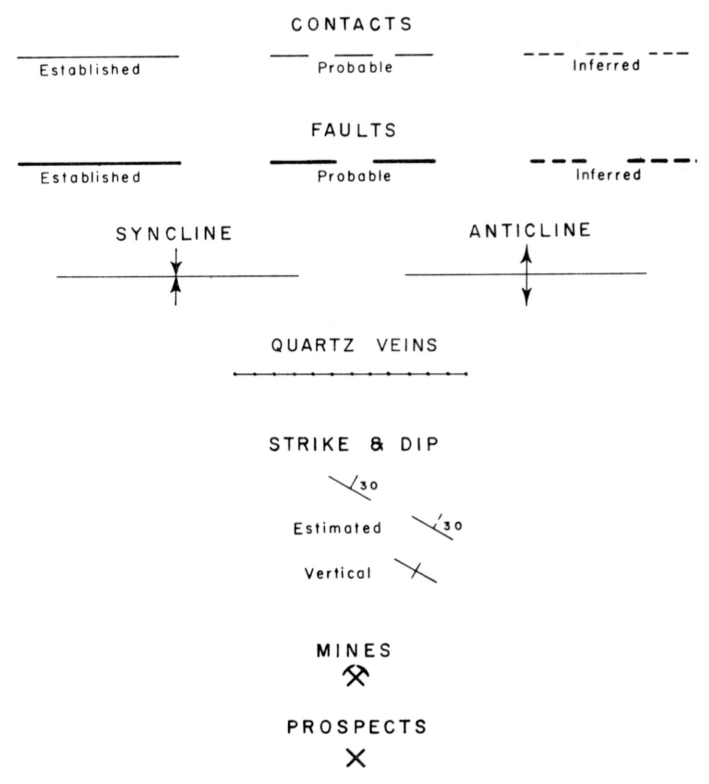 CONTACTS
Established Probable Inferred
FAULTS
Established Probable Inferred
SYNCLINE ANTICLINE
QUARTZ VEINS
STRIKE & DIP
30
Estimated 30
Vertical
MINES
PROSPECTS